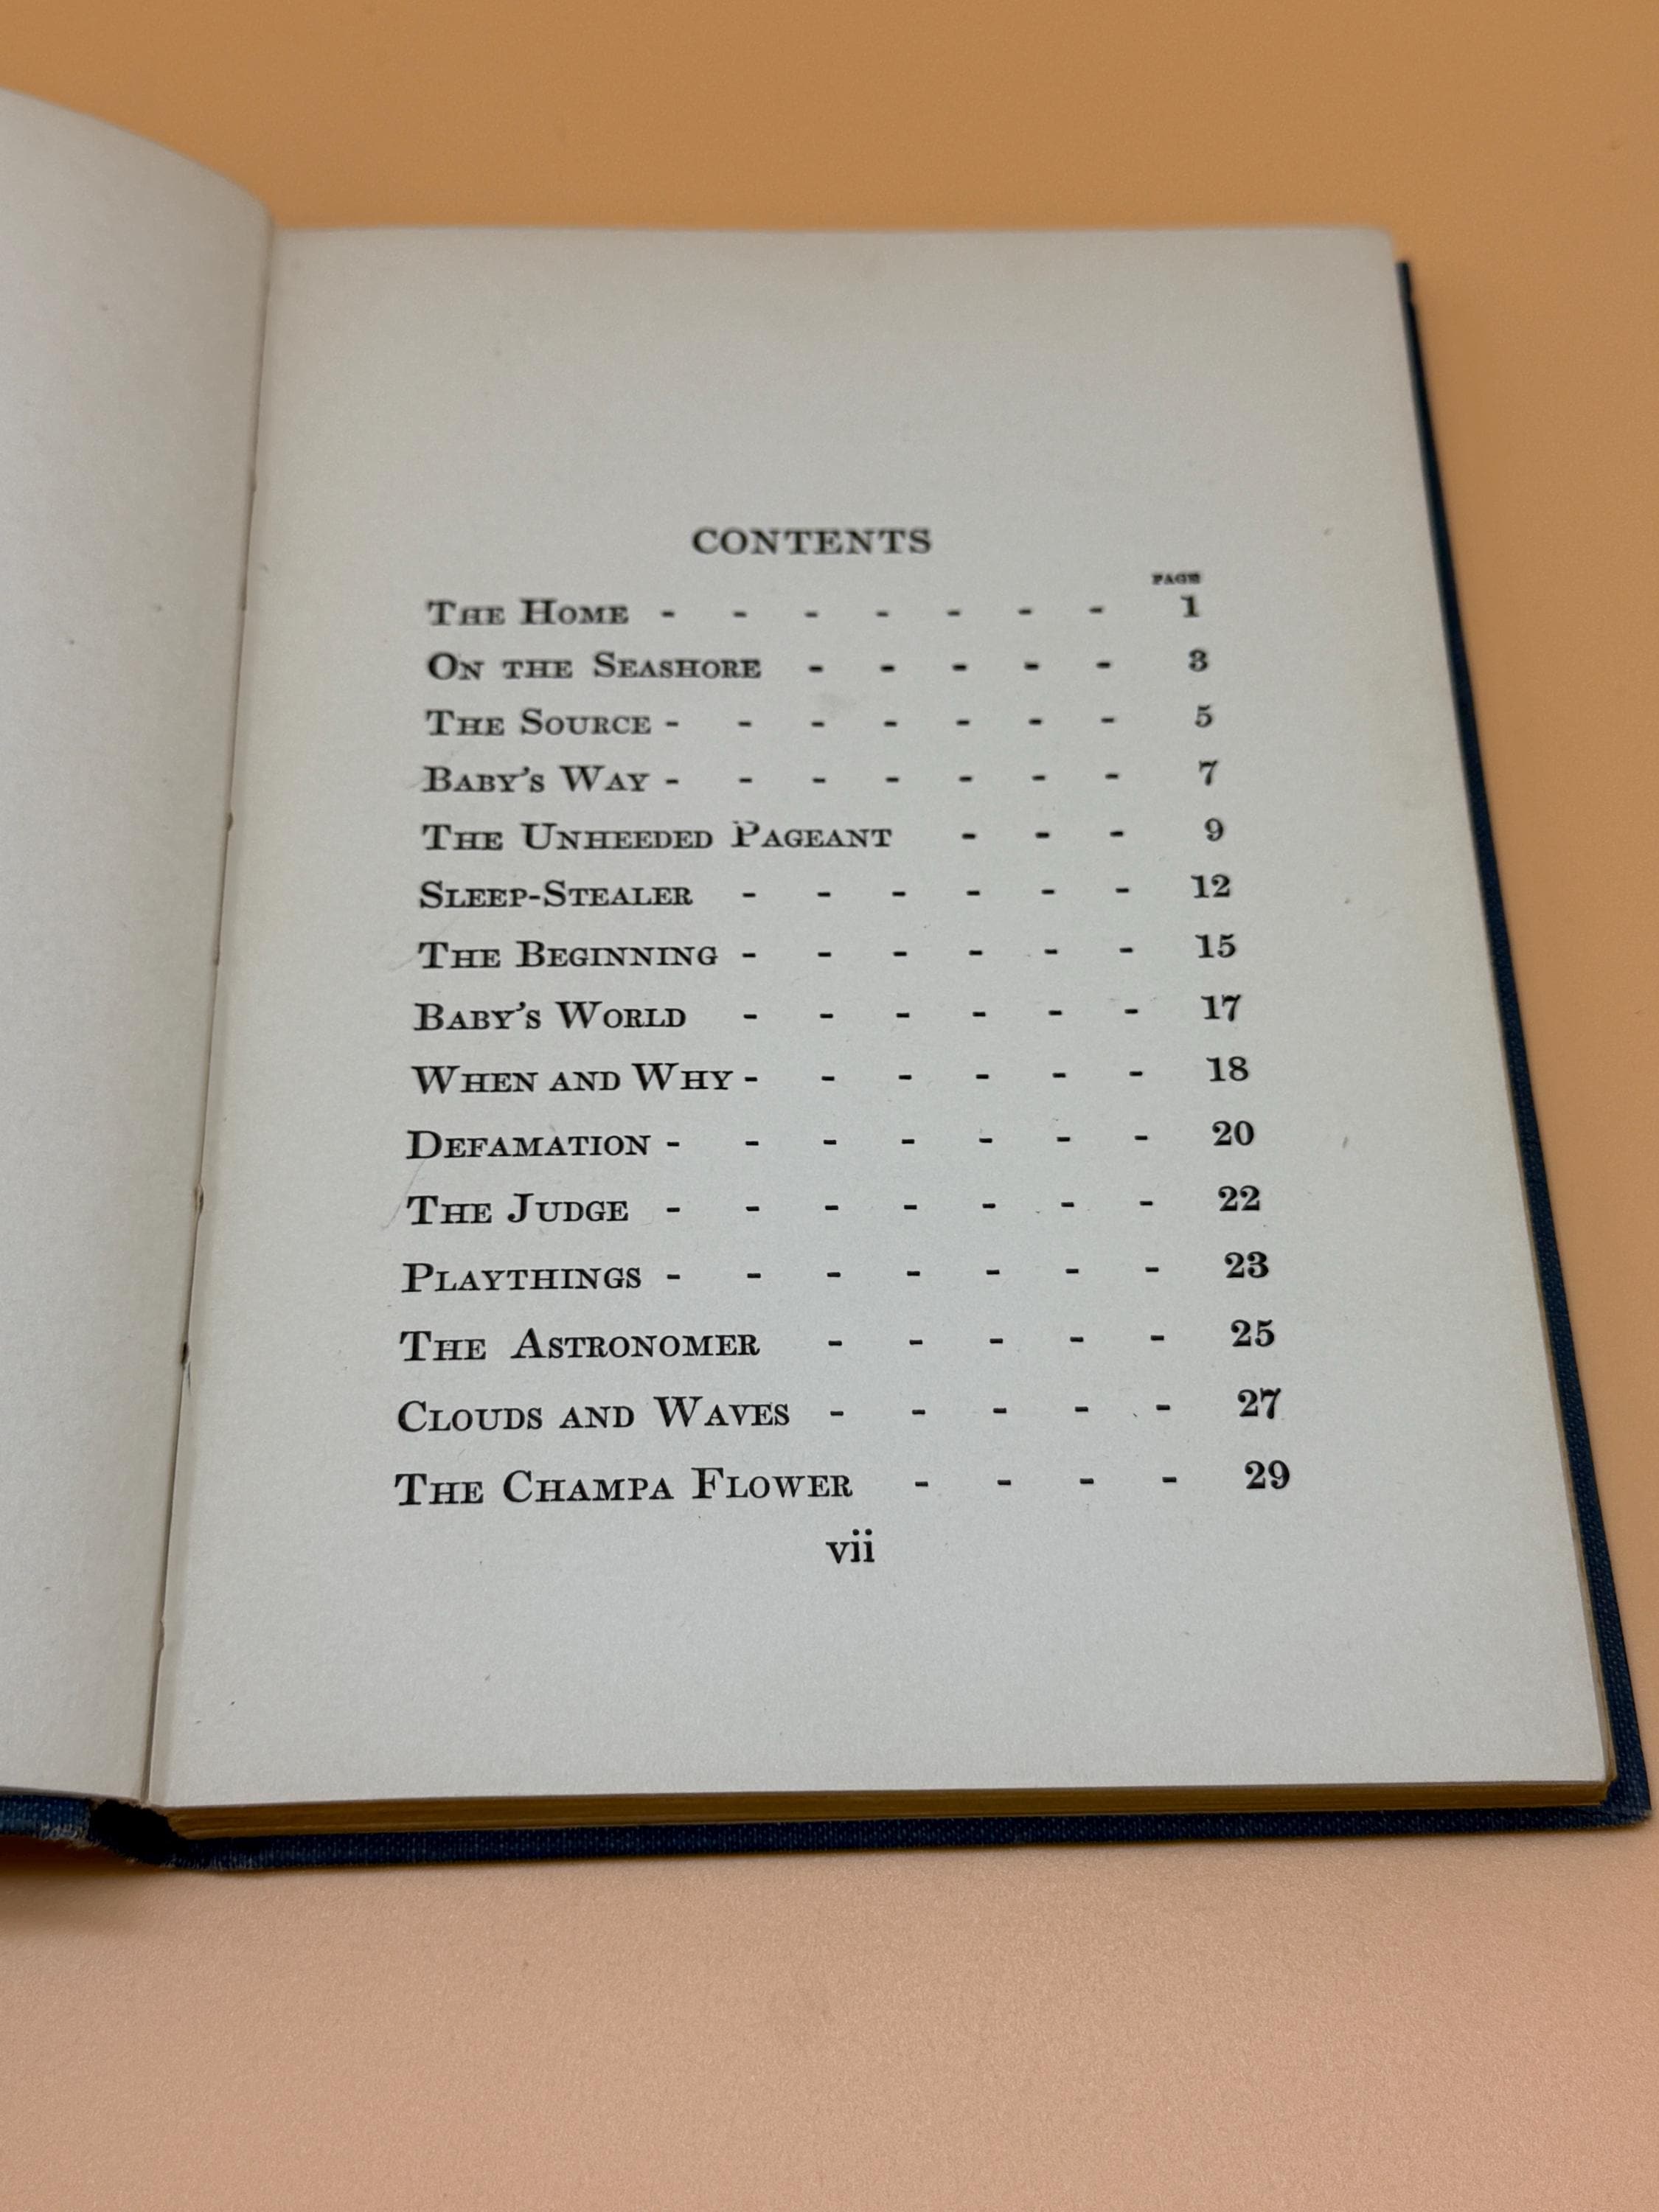 CONTENTS
PAGE
The Home - - - - - - - 1
On the Seashore - - - - - 3
The Source - - - - - - - 5
Baby's Way - - - - - - - 7
The Unheeded Pageant - - - 9
Sleep-Stealer - - - - - - 12
The Beginning - - - - - - 15
Baby's World - - - - - - 17
When and Why - - - - - - 18
Defamation - - - - - - - 20
The Judge - - - - - - - 22
Playthings - - - - - - - 23
The Astronomer - - - - - 25
Clouds and Waves - - - - - 27
The Champa Flower - - - - 29
vii